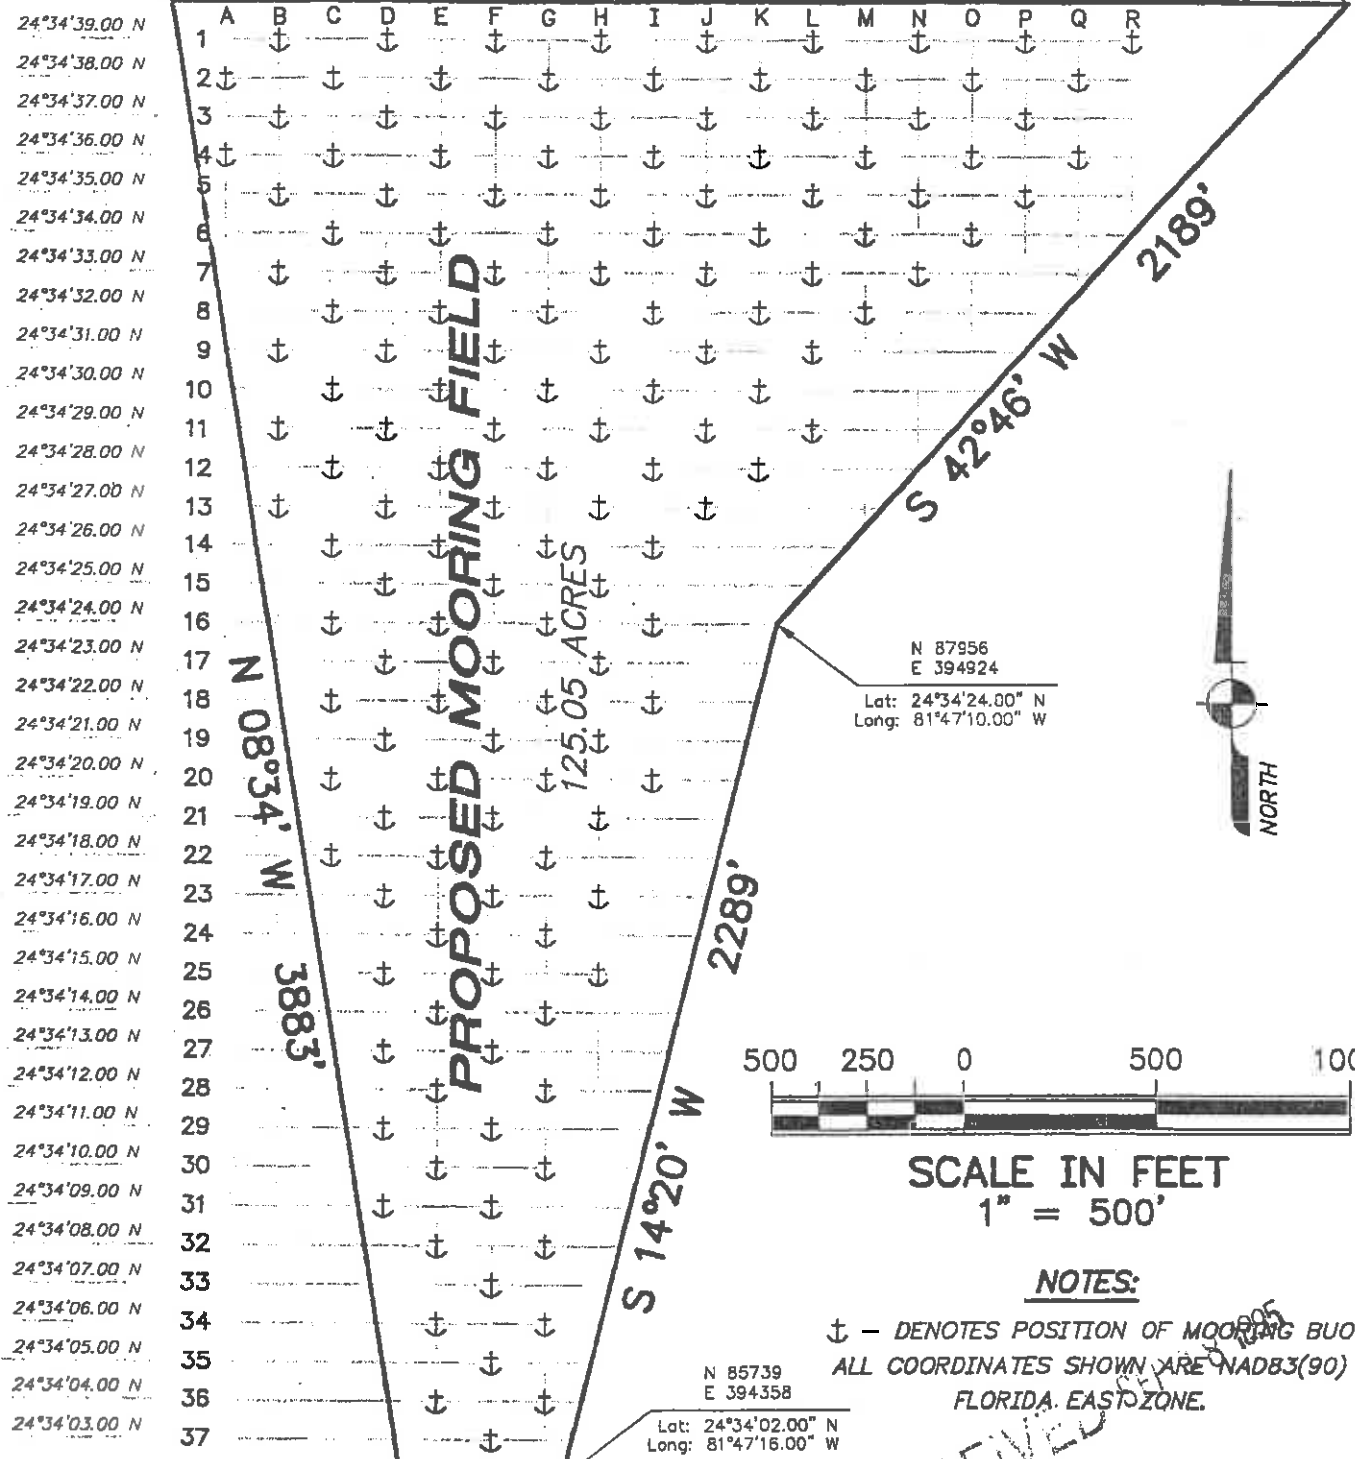 A B C D E F G H I J K L M N O P Q R
24°34'39.00 N
1
24°34'38.00 N
2
24°34'37.00 N
3
24°34'36.00 N
4
24°34'35.00 N
5
24°34'34.00 N
6
24°34'33.00 N
7
24°34'32.00 N
8
24°34'31.00 N
9
24°34'30.00 N
10
24°34'29.00 N
11
24°34'28.00 N
12
24°34'27.00 N
13
24°34'26.00 N
14
24°34'25.00 N
15
24°34'24.00 N
16
24°34'23.00 N
17
24°34'22.00 N
18
24°34'21.00 N
19
24°34'20.00 N
20
24°34'19.00 N
21
24°34'18.00 N
22
24°34'17.00 N
23
24°34'16.00 N
24
24°34'15.00 N
25
24°34'14.00 N
26
24°34'13.00 N
27
24°34'12.00 N
28
24°34'11.00 N
29
24°34'10.00 N
30
24°34'09.00 N
31
24°34'08.00 N
32
24°34'07.00 N
33
24°34'06.00 N
34
24°34'05.00 N
35
24°34'04.00 N
36
24°34'03.00 N
37
PROPOSED MOORING FIELD
125.05 ACRES
N 08°34' W 3883'
2189'
S 42°46' W
N 87956
E 394924
Lat: 24°34'24.00" N
Long: 81°47'10.00" W
NORTH
2289'
S 14°20' W
500 250 0 500 100
SCALE IN FEET
1" = 500'
NOTES:
⚓ – DENOTES POSITION OF MOORING BUO
ALL COORDINATES SHOWN ARE NAD83(90)
FLORIDA EAST ZONE.
N 85739
E 394358
Lat: 24°34'02.00" N
Long: 81°47'16.00" W